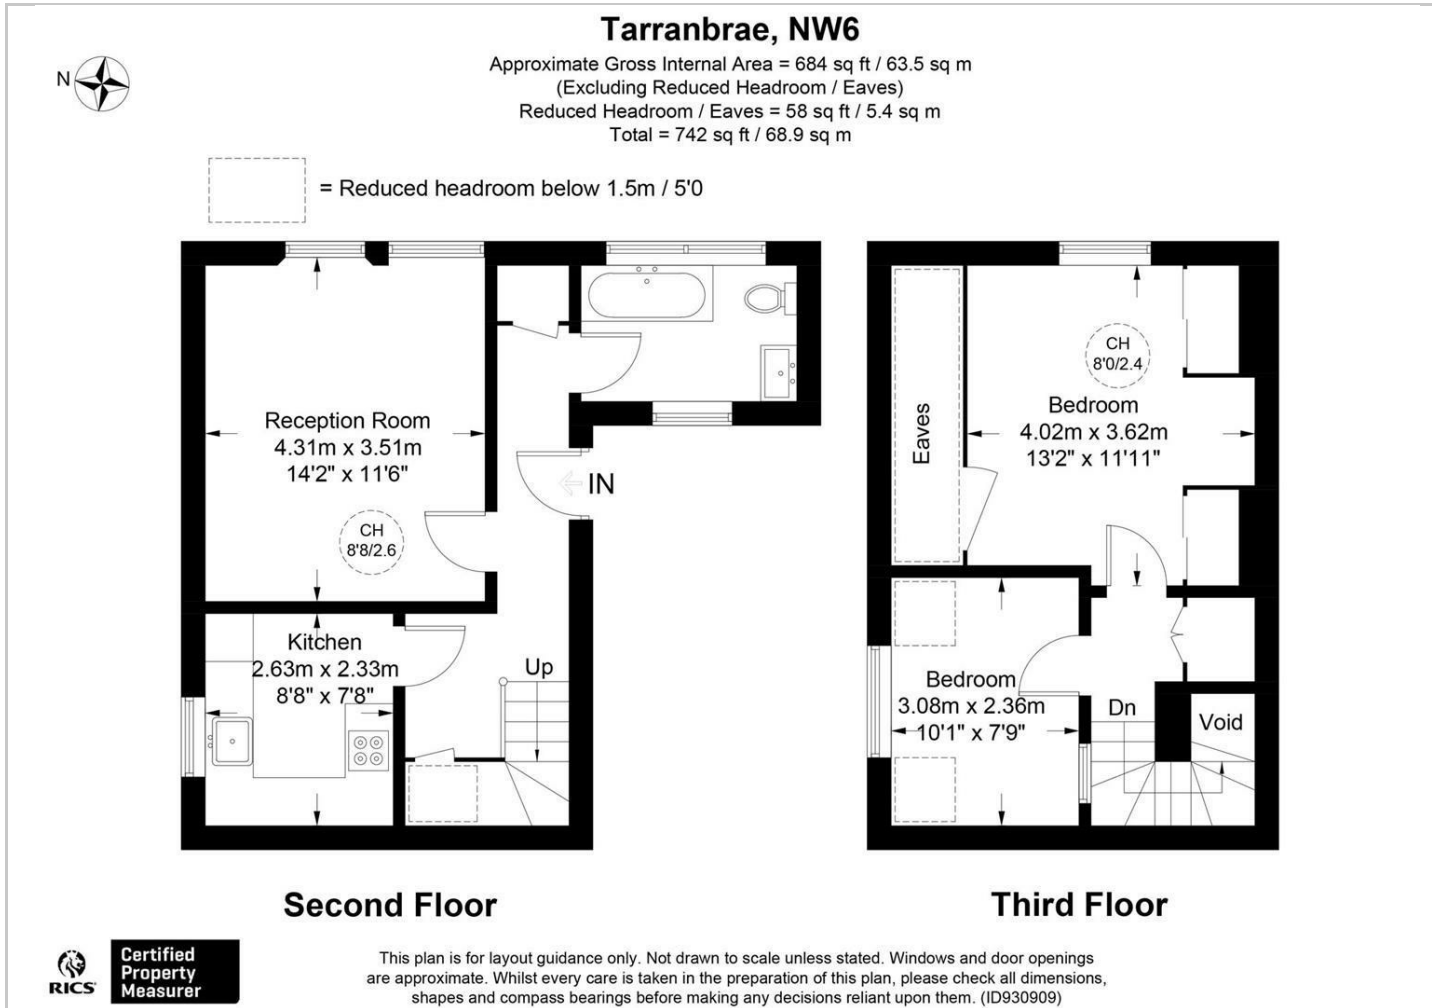 Tarranbrae, NW6
Approximate Gross Internal Area = 684 sq ft / 63.5 sq m
(Excluding Reduced Headroom / Eaves)
Reduced Headroom / Eaves = 58 sq ft / 5.4 sq m
Total = 742 sq ft / 68.9 sq m
N
= Reduced headroom below 1.5m / 5'0
Reception Room
4.31m x 3.51m
14'2" x 11'6"
CH
8'8/2.6
IN
Kitchen
2.63m x 2.33m
8'8" x 7'8"
Up
Second Floor
Eaves
CH
8'0/2.4
Bedroom
4.02m x 3.62m
13'2" x 11'11"
Bedroom
3.08m x 2.36m
10'1" x 7'9"
Dn
Void
Third Floor
RICS
Certified
Property
Measurer
This plan is for layout guidance only. Not drawn to scale unless stated. Windows and door openings
are approximate. Whilst every care is taken in the preparation of this plan, please check all dimensions,
shapes and compass bearings before making any decisions reliant upon them. (ID930909)